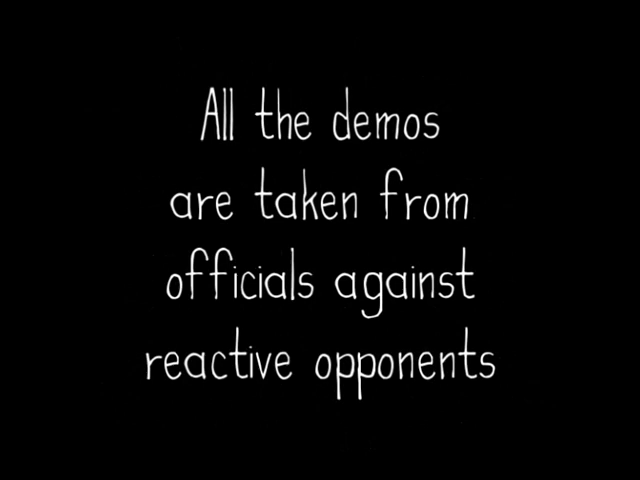 All the demos
are taken from
officials against
reactive opponents